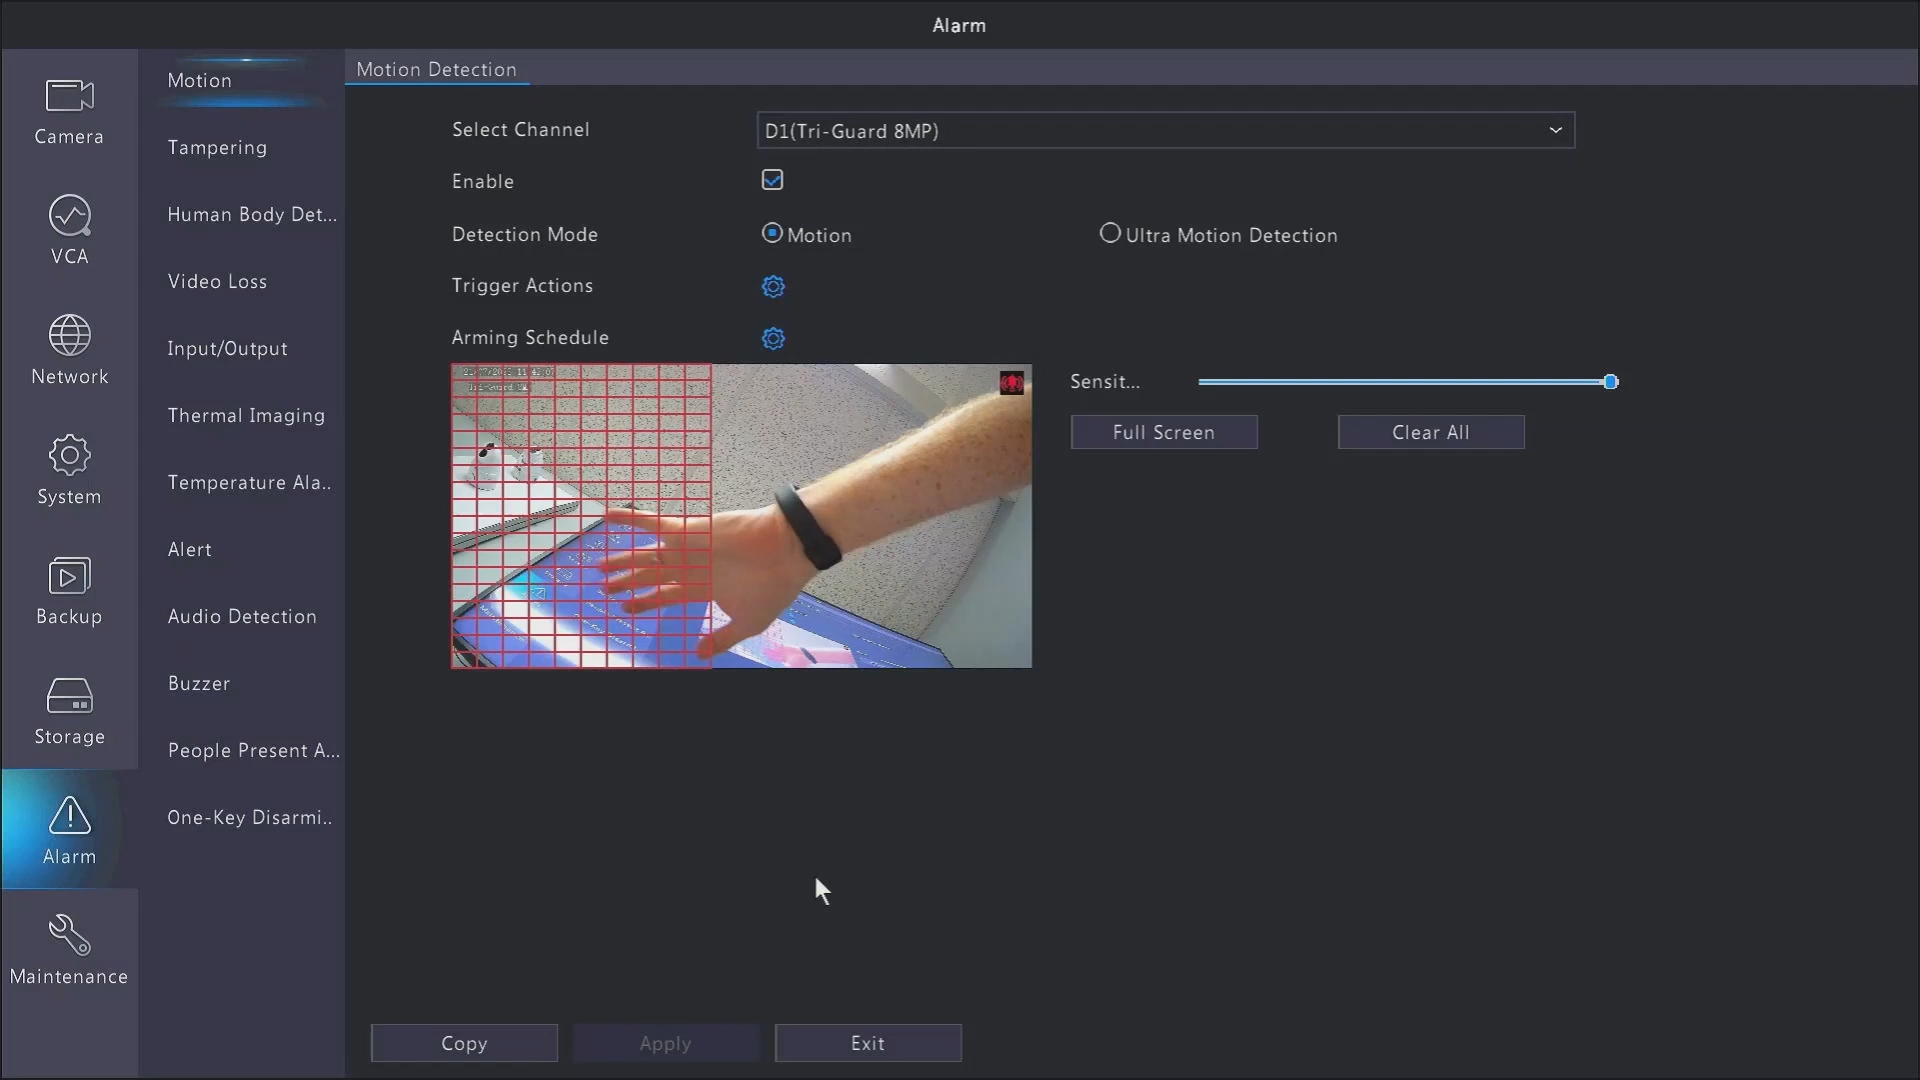 Alarm
Camera
VCA
Network
System
Backup
Storage
Alarm
Maintenance
Motion
Tampering
Human Body Det...
Video Loss
Input/Output
Thermal Imaging
Temperature Ala..
Alert
Audio Detection
Buzzer
People Present A...
One-Key Disarmi..
Motion Detection
Select Channel
D1(Tri-Guard 8MP)
Enable
Detection Mode
Motion
Ultra Motion Detection
Trigger Actions
Arming Schedule
Tri-Guard
Sensit...
Full Screen
Clear All
Copy
Apply
Exit